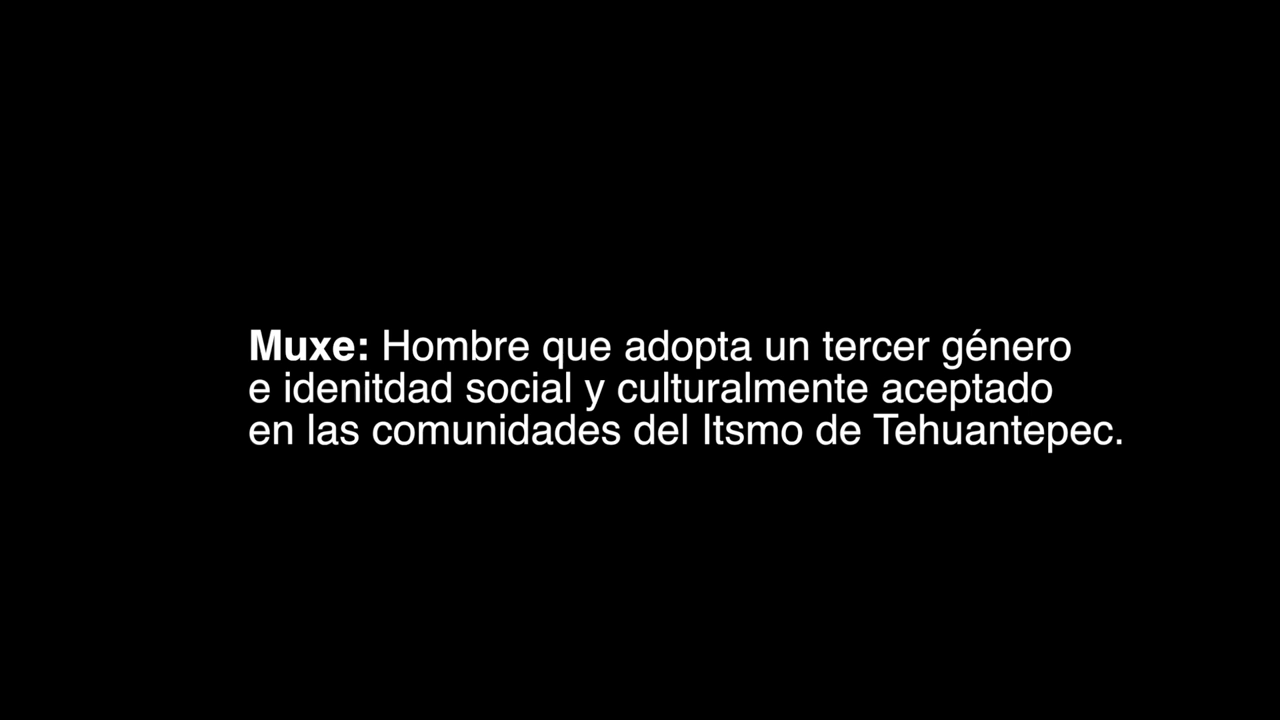 Muxe: Hombre que adopta un tercer género
e idenitdad social y culturalmente aceptado
en las comunidades del Itsmo de Tehuantepec.